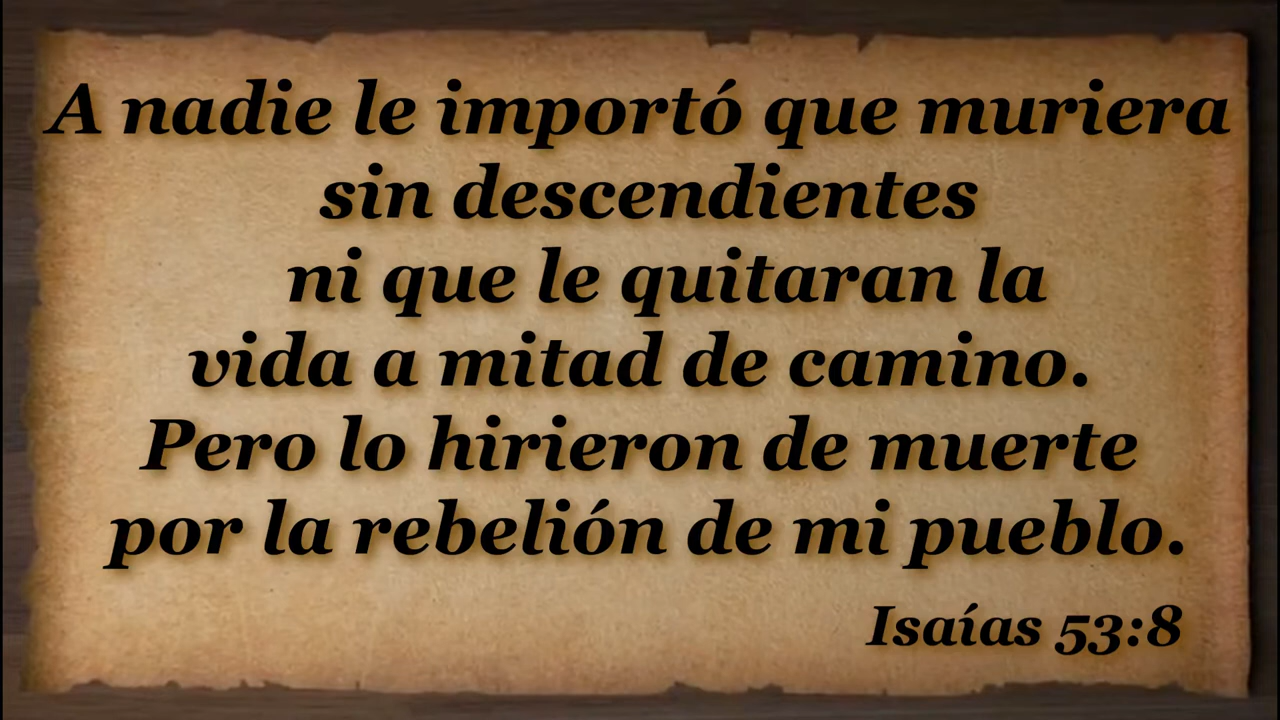 A nadie le importó que muriera
sin descendientes
ni que le quitaran la
vida a mitad de camino.
Pero lo hirieron de muerte
por la rebelión de mi pueblo.
Isaías 53:8